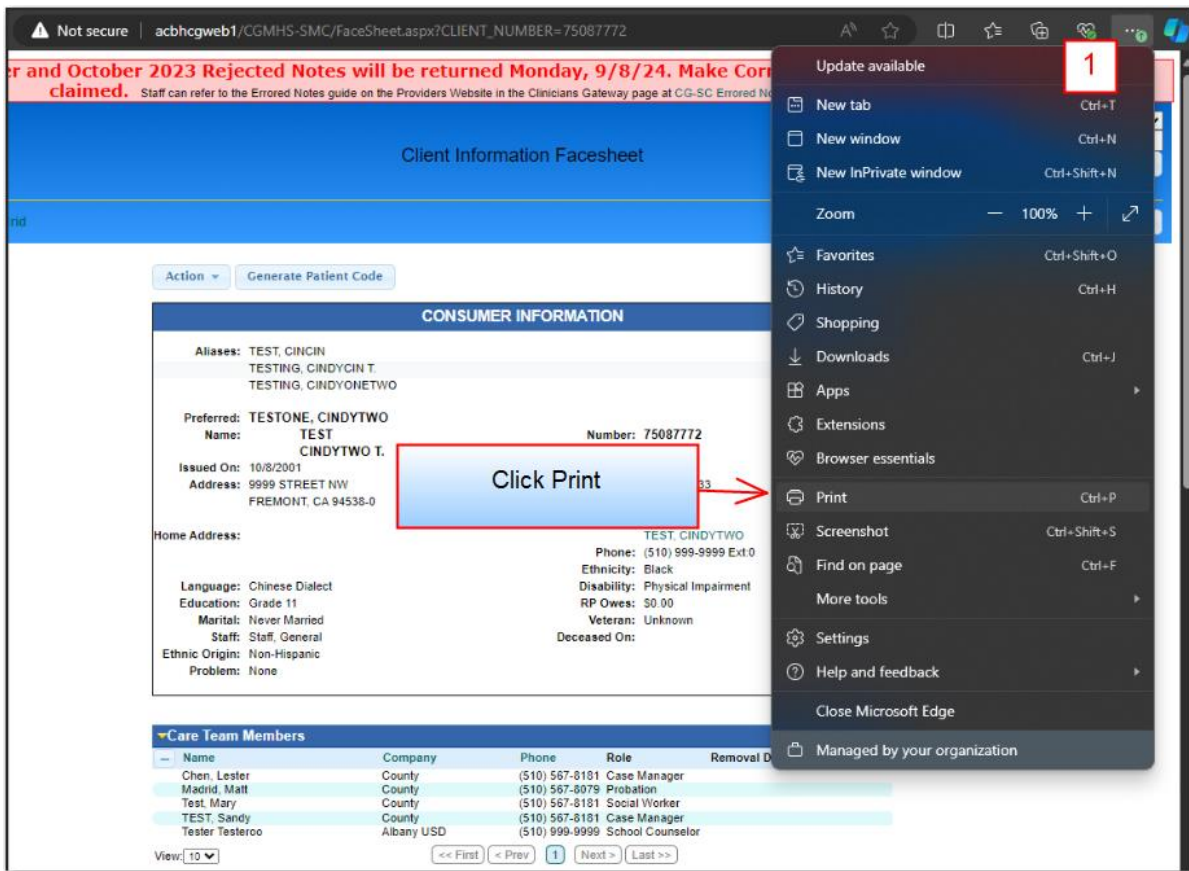 Not secure acbhcgweb1/CGMHS-SMC/FaceSheet.aspx?CLIENT_NUMBER=75087772
er and October 2023 Rejected Notes will be returned Monday, 9/8/24. Make Corr
claimed. Staff can refer to the Errored Notes guide on the Providers Website in the Clinicians Gateway page at CG-SC Errored No
Client Information Facesheet
rid
Action Generate Patient Code
CONSUMER INFORMATION
Aliases: TEST, CINCIN
TESTING, CINDYCIN T.
TESTING, CINDYONETWO
Preferred: TESTONE, CINDYTWO
Name: TEST Number: 75087772
CINDYTWO T.
Issued On: 10/8/2001
Address: 9999 STREET NW 33
FREMONT, CA 94538-0
Click Print
Home Address: TEST, CINDYTWO
Phone: (510) 999-9999 Ext:0
Ethnicity: Black
Language: Chinese Dialect Disability: Physical Impairment
Education: Grade 11 RP Owes: $0.00
Marital: Never Married Veteran: Unknown
Staff: Staff, General Deceased On:
Ethnic Origin: Non-Hispanic
Problem: None
Care Team Members
Name Company Phone Role Removal D
Chen, Lester County (510) 567-8181 Case Manager
Madrid, Matt County (510) 567-8079 Probation
Test, Mary County (510) 567-8181 Social Worker
TEST, Sandy County (510) 567-8181 Case Manager
Tester Testeroo Albany USD (510) 999-9999 School Counselor
View: 10 << First < Prev 1 Next > Last >>
1
Update available
New tab Ctrl+T
New window Ctrl+N
New InPrivate window Ctrl+Shift+N
Zoom — 100% +
Favorites Ctrl+Shift+O
History Ctrl+H
Shopping
Downloads Ctrl+J
Apps
Extensions
Browser essentials
Print Ctrl+P
Screenshot Ctrl+Shift+S
Find on page Ctrl+F
More tools
Settings
Help and feedback
Close Microsoft Edge
Managed by your organization